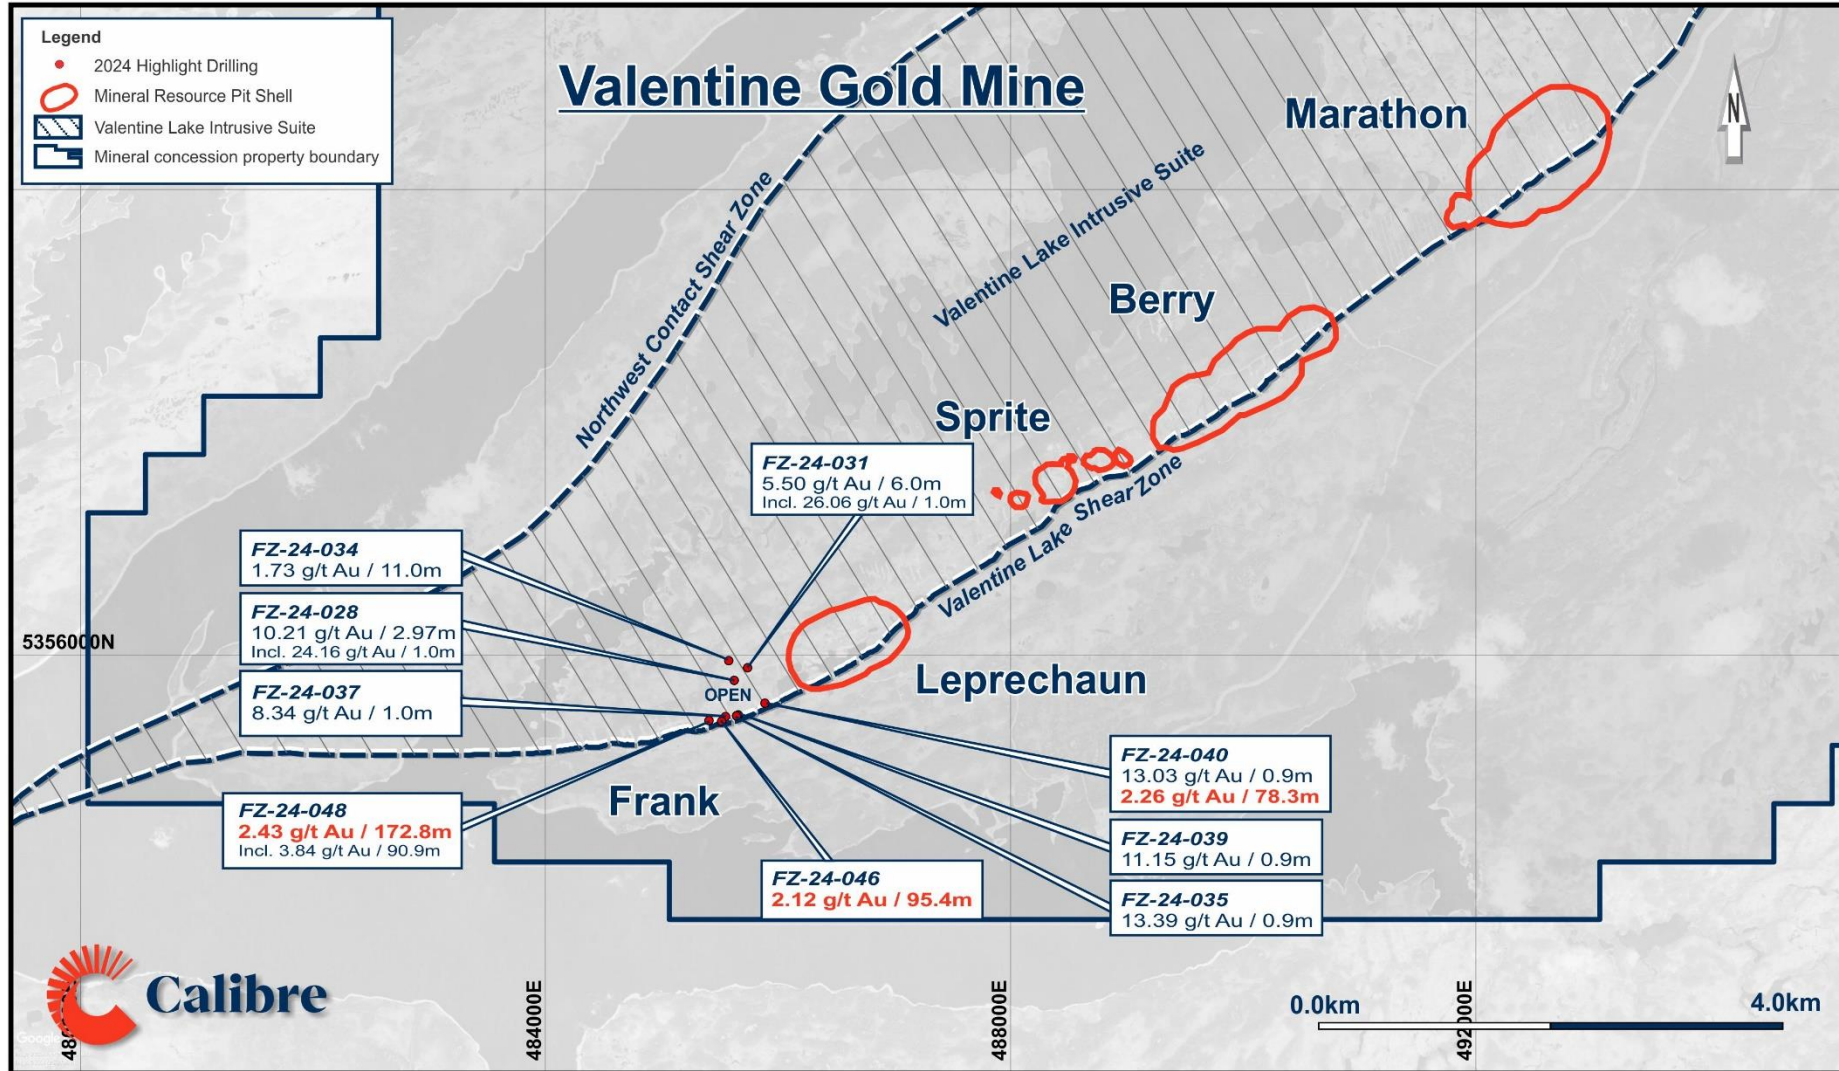 Legend
2024 Highlight Drilling
Mineral Resource Pit Shell
Valentine Lake Intrusive Suite
Mineral concession property boundary
Valentine Gold Mine
Marathon
N
Northwest Contact Shear Zone
Valentine Lake Intrusive Suite
Berry
Sprite
Valentine Lake Shear Zone
FZ-24-031
5.50 g/t Au / 6.0m
Incl. 26.06 g/t Au / 1.0m
FZ-24-034
1.73 g/t Au / 11.0m
FZ-24-028
10.21 g/t Au / 2.97m
Incl. 24.16 g/t Au / 1.0m
5356000N
FZ-24-037
8.34 g/t Au / 1.0m
OPEN
Leprechaun
Frank
FZ-24-048
2.43 g/t Au / 172.8m
Incl. 3.84 g/t Au / 90.9m
FZ-24-046
2.12 g/t Au / 95.4m
FZ-24-040
13.03 g/t Au / 0.9m
2.26 g/t Au / 78.3m
FZ-24-039
11.15 g/t Au / 0.9m
FZ-24-035
13.39 g/t Au / 0.9m
Calibre
Google
484000E
488000E
492000E
0.0km
4.0km